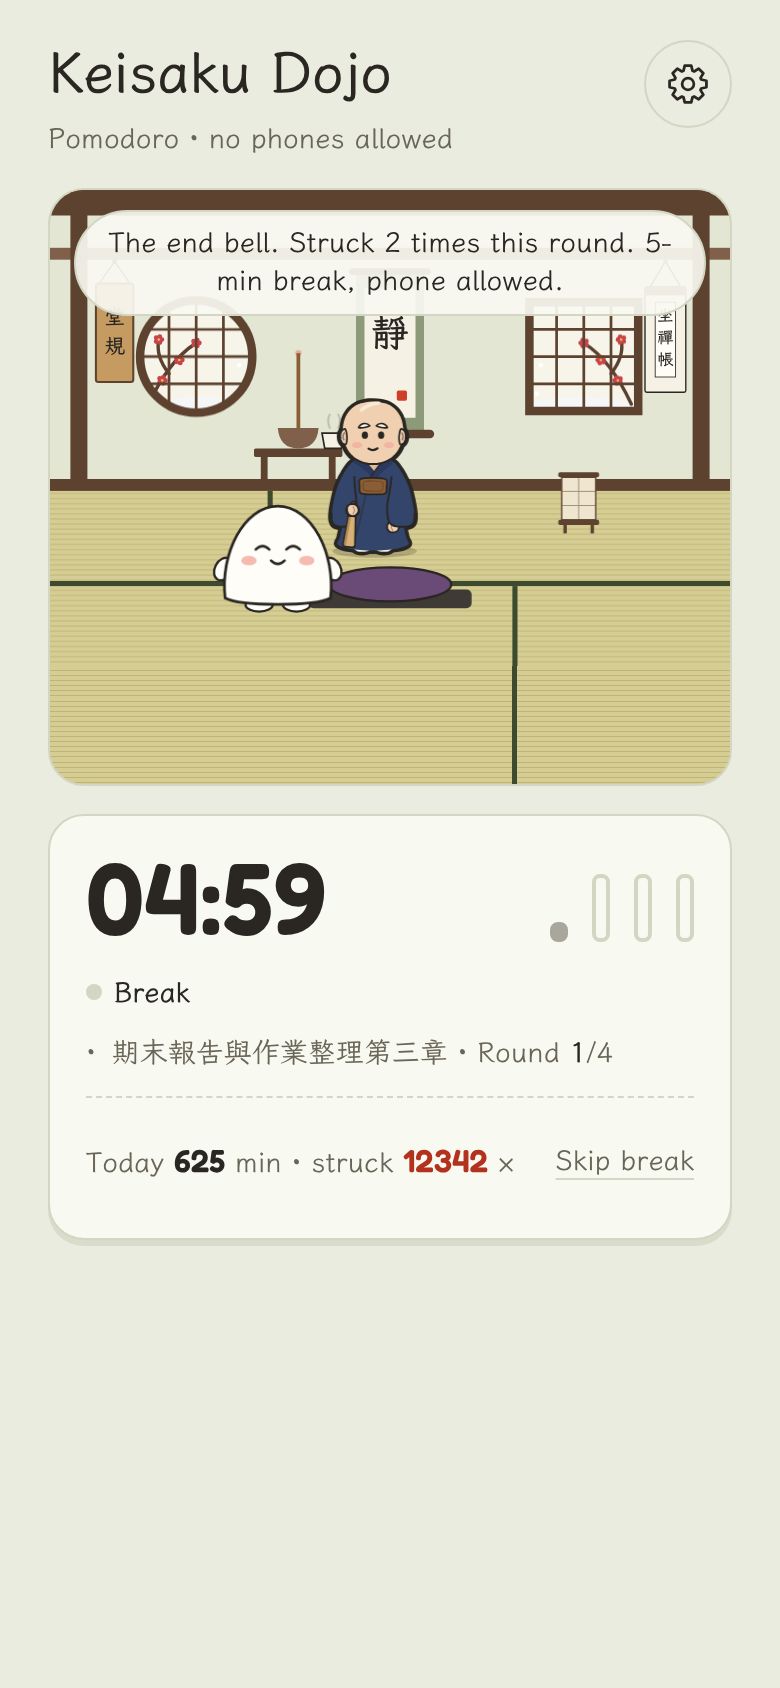 Keisaku Dojo
Pomodoro • no phones allowed
The end bell. Struck 2 times this round. 5-
min break, phone allowed.
堂規
靜
坐禪帳
04:59
Break
• 期末報告與作業整理第三章 • Round 1/4
Today 625 min • struck 12342 ×
Skip break